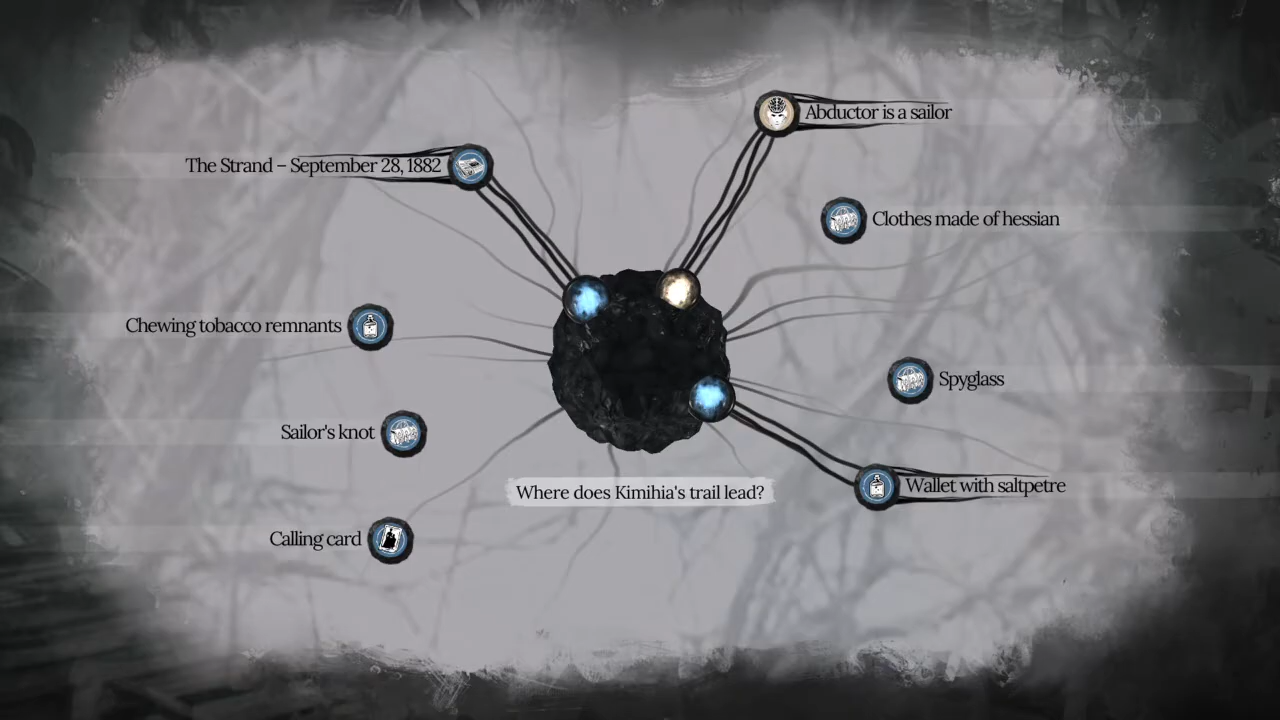 Abductor is a sailor
The Strand – September 28, 1882
Clothes made of hessian
Chewing tobacco remnants
Spyglass
Sailor's knot
Wallet with saltpetre
Where does Kimihia's trail lead?
Calling card